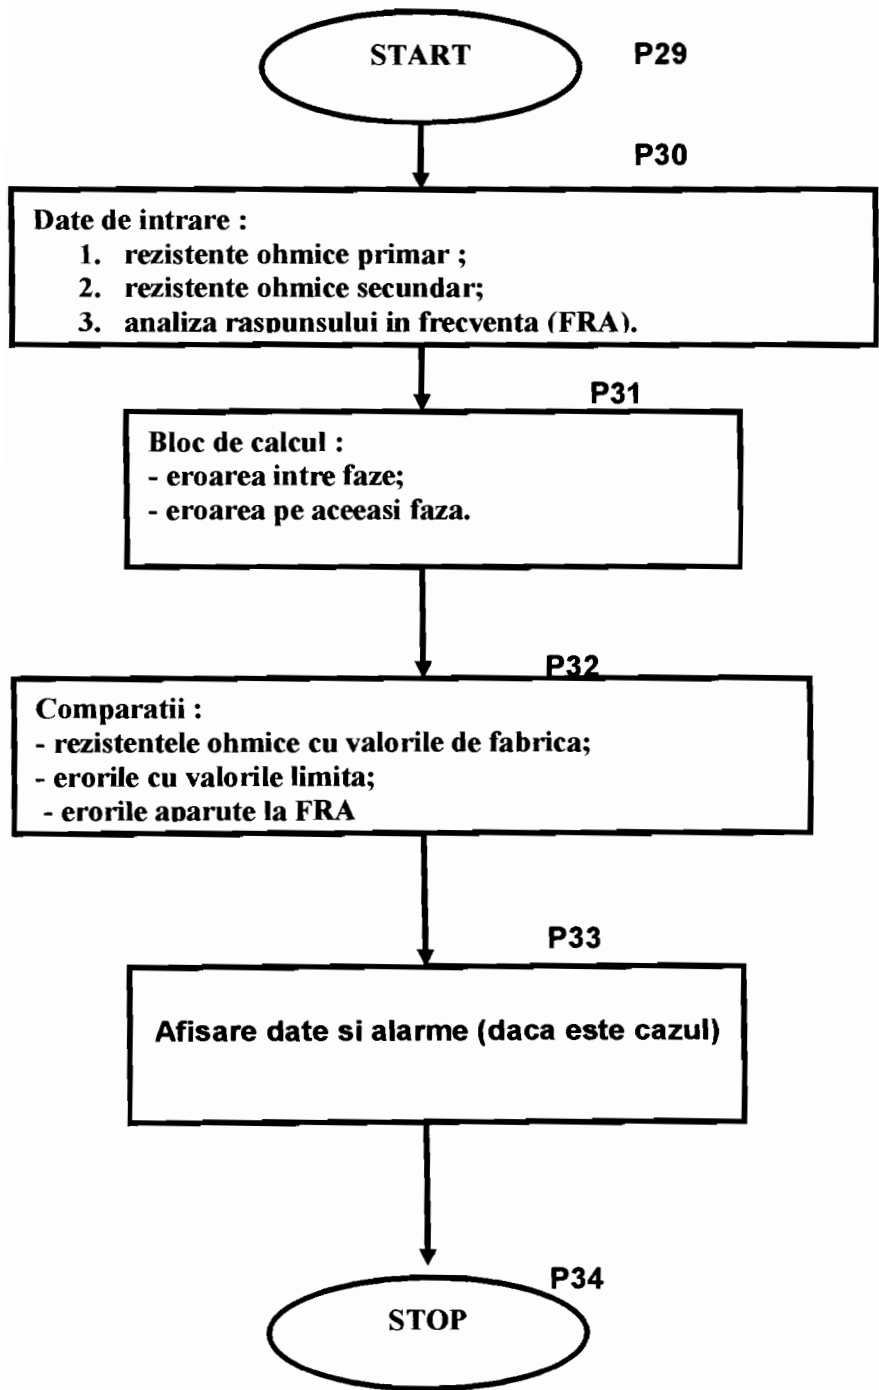 START
P29
P30
Date de intrare :
1. rezistente ohmice primar ;
2. rezistente ohmice secundar;
3. analiza raspunsului in frecventa (FRA).
P31
Bloc de calcul :
- eroarea intre faze;
- eroarea pe aceeasi faza.
P32
Comparatii :
- rezistentele ohmice cu valorile de fabrica;
- erorile cu valorile limita;
- erorile aparute la FRA
P33
Afisare date si alarme (daca este cazul)
P34
STOP